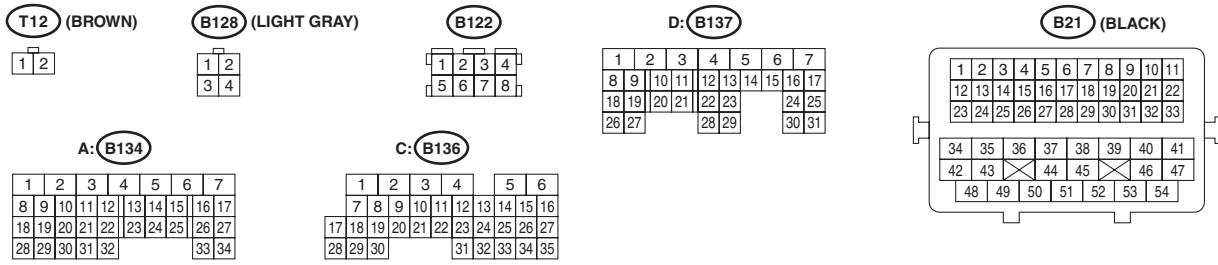 T12 (BROWN)
1 2
B128 (LIGHT GRAY)
1 2
3 4
B122
1 2 3 4
5 6 7 8
D: B137
1 2 3 4 5 6 7
8 9 10 11 12 13 14 15 16 17
18 19 20 21 22 23 24 25
26 27 28 29 30 31
B21 (BLACK)
1 2 3 4 5 6 7 8 9 10 11
12 13 14 15 16 17 18 19 20 21 22
23 24 25 26 27 28 29 30 31 32 33
34 35 36 37 38 39 40 41
42 43 44 45 46 47
48 49 50 51 52 53 54
A: B134
1 2 3 4 5 6 7
8 9 10 11 12 13 14 15 16 17
18 19 20 21 22 23 24 25 26 27
28 29 30 31 32 33 34
C: B136
1 2 3 4 5 6
7 8 9 10 11 12 13 14 15 16
17 18 19 20 21 22 23 24 25 26 27
28 29 30 31 32 33 34 35